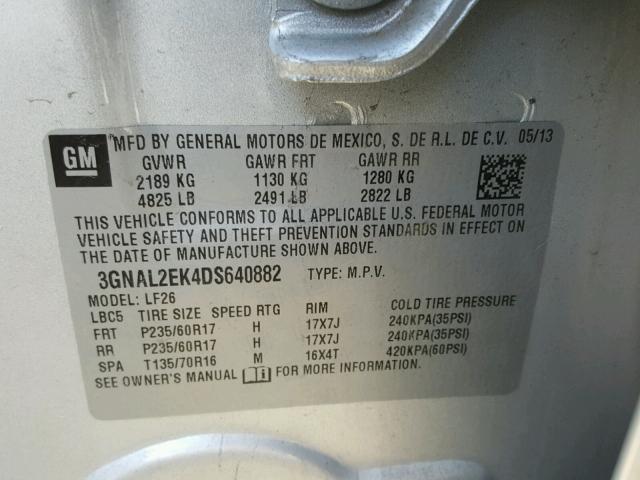 GM MFD BY GENERAL MOTORS DE MEXICO, S. DE R.L. DE C.V. 05/13
GVWR GAWR FRT GAWR RR
2189 KG 1130 KG 1280 KG
4825 LB 2491 LB 2822 LB
THIS VEHICLE CONFORMS TO ALL APPLICABLE U.S. FEDERAL MOTOR
VEHICLE SAFETY AND THEFT PREVENTION STANDARDS IN EFFECT ON
THE DATE OF MANUFACTURE SHOWN ABOVE.
3GNAL2EK4DS640882 TYPE: M.P.V.
MODEL: LF26
LBC5 TIRE SIZE SPEED RTG RIM COLD TIRE PRESSURE
FRT P235/60R17 H 17X7J 240KPA(35PSI)
RR P235/60R17 H 17X7J 240KPA(35PSI)
SPA T135/70R16 M 16X4T 420KPA(60PSI)
SEE OWNER'S MANUAL FOR MORE INFORMATION.